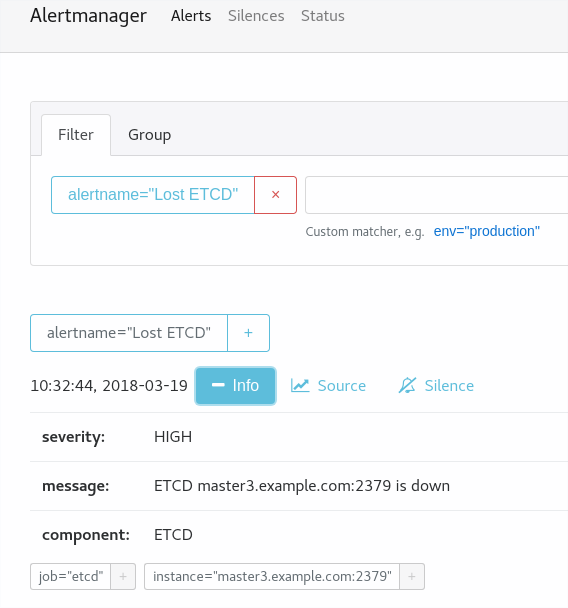 Alertmanager Alerts Silences Status
Filter Group
alertname="Lost ETCD" ×
Custom matcher, e.g. env="production"
alertname="Lost ETCD" +
10:32:44, 2018-03-19 Info Source Silence
severity: HIGH
message: ETCD master3.example.com:2379 is down
component: ETCD
job="etcd" + instance="master3.example.com:2379" +